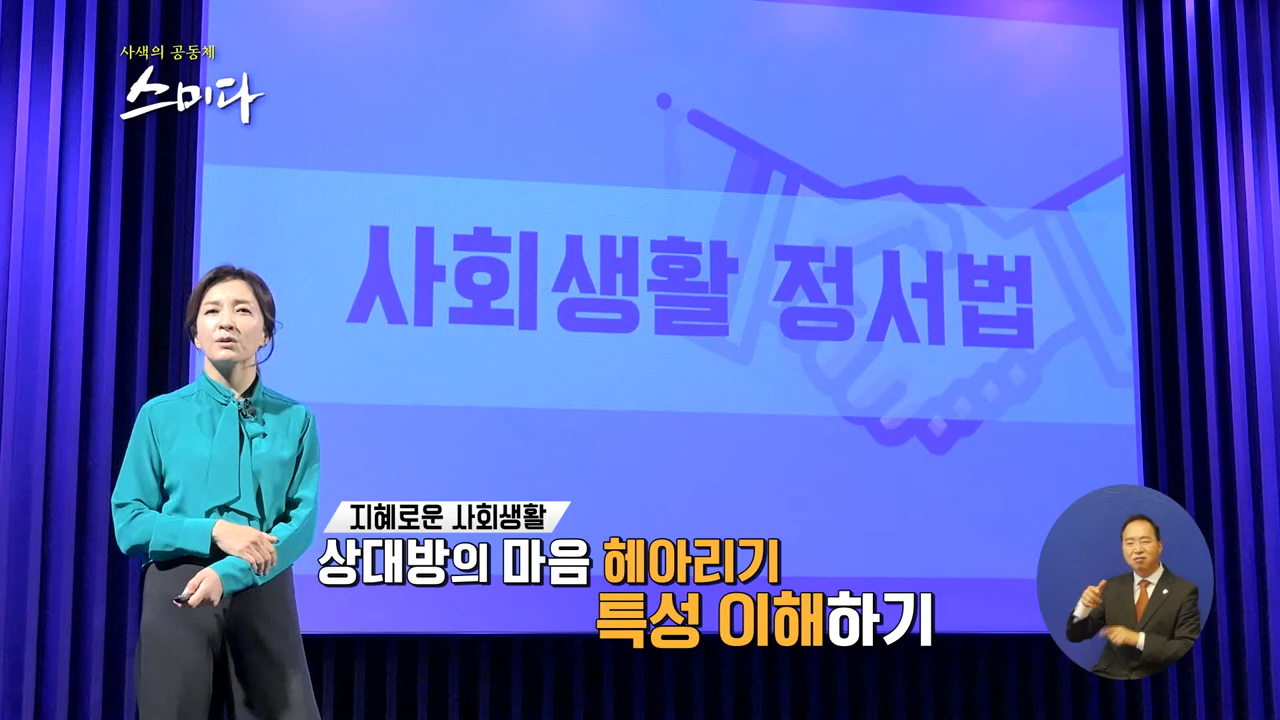 사색의 공동체
스미다
사회생활 정서법
지혜로운 사회생활
상대방의 마음 헤아리기
특성 이해하기